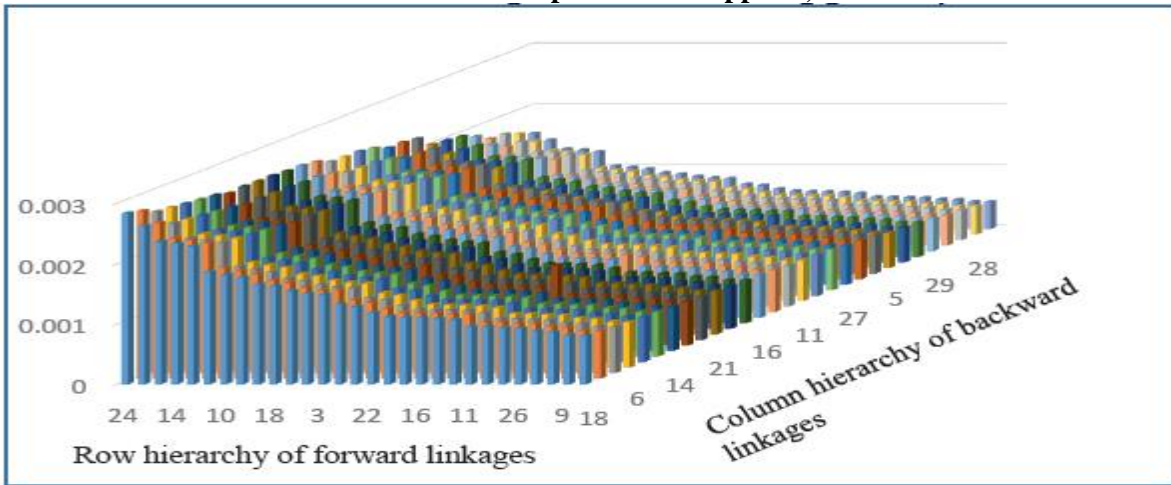 0.003
0.002
0.001
0
24 14 10 18 3 22 16 11 26 9 18
6 14 21 16 11 27 5 29 28
Row hierarchy of forward linkages
Column hierarchy of backward
linkages